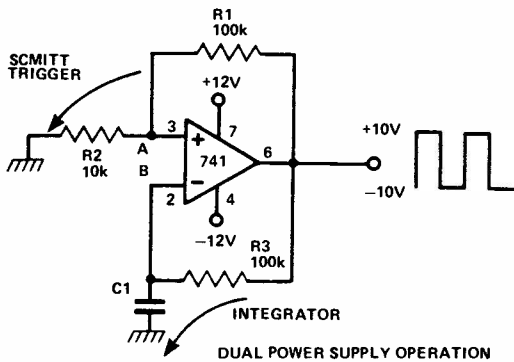 R1
100k
SCMITT
TRIGGER
+12V
3
7
+
6
A
R2
10k
741
B
−
2
4
−12V
+10V
−10V
R3
100k
C1
INTEGRATOR
DUAL POWER SUPPLY OPERATION